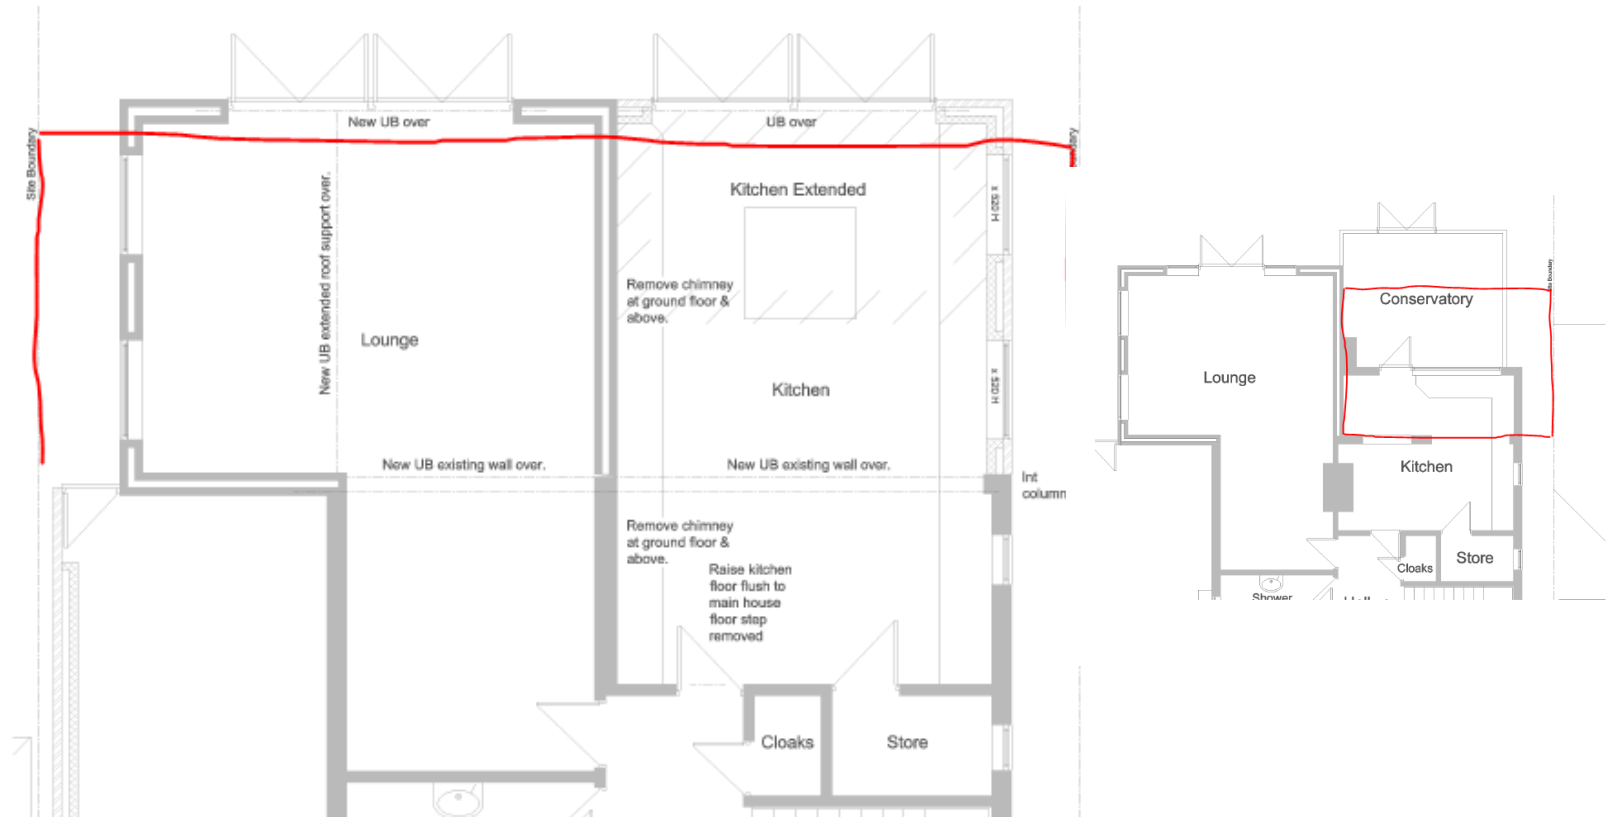 New UB over
UB over
Site Boundary
ndary
Kitchen Extended
x 520 H
New UB extended roof support over.
Remove chimney
at ground floor &
above.
Lounge
Kitchen
x 520 H
New UB existing wall over.
New UB existing wall over.
Int
column
Remove chimney
at ground floor &
above.
Raise kitchen
floor flush to
main house
floor step
removed
Cloaks
Store
Conservatory
Lounge
Kitchen
Cloaks
Store
Shower